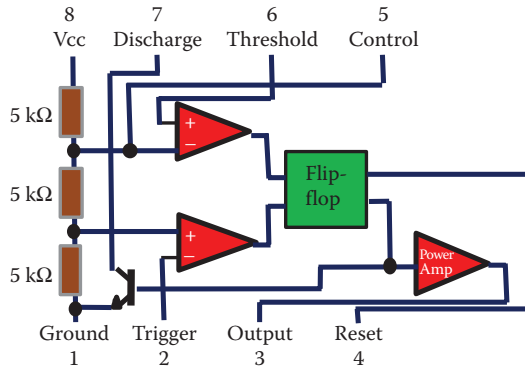 8 7 6 5
Vcc Discharge Threshold Control
5 kΩ
+
−
5 kΩ
Flip-
flop
+
−
5 kΩ
Power
Amp
Ground Trigger Output Reset
1 2 3 4